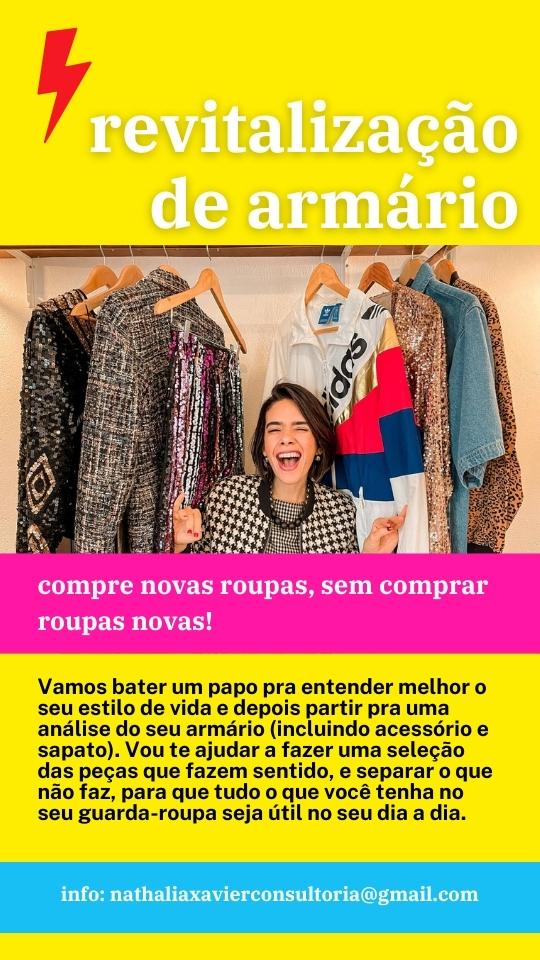 revitalização
de armário
adidas
compre novas roupas, sem comprar
roupas novas!
Vamos bater um papo pra entender melhor o
seu estilo de vida e depois partir pra uma
análise do seu armário (incluindo acessório e
sapato). Vou te ajudar a fazer uma seleção
das peças que fazem sentido, e separar o que
não faz, para que tudo o que você tenha no
seu guarda-roupa seja útil no seu dia a dia.
info: nathaliaxavierconsultoria@gmail.com